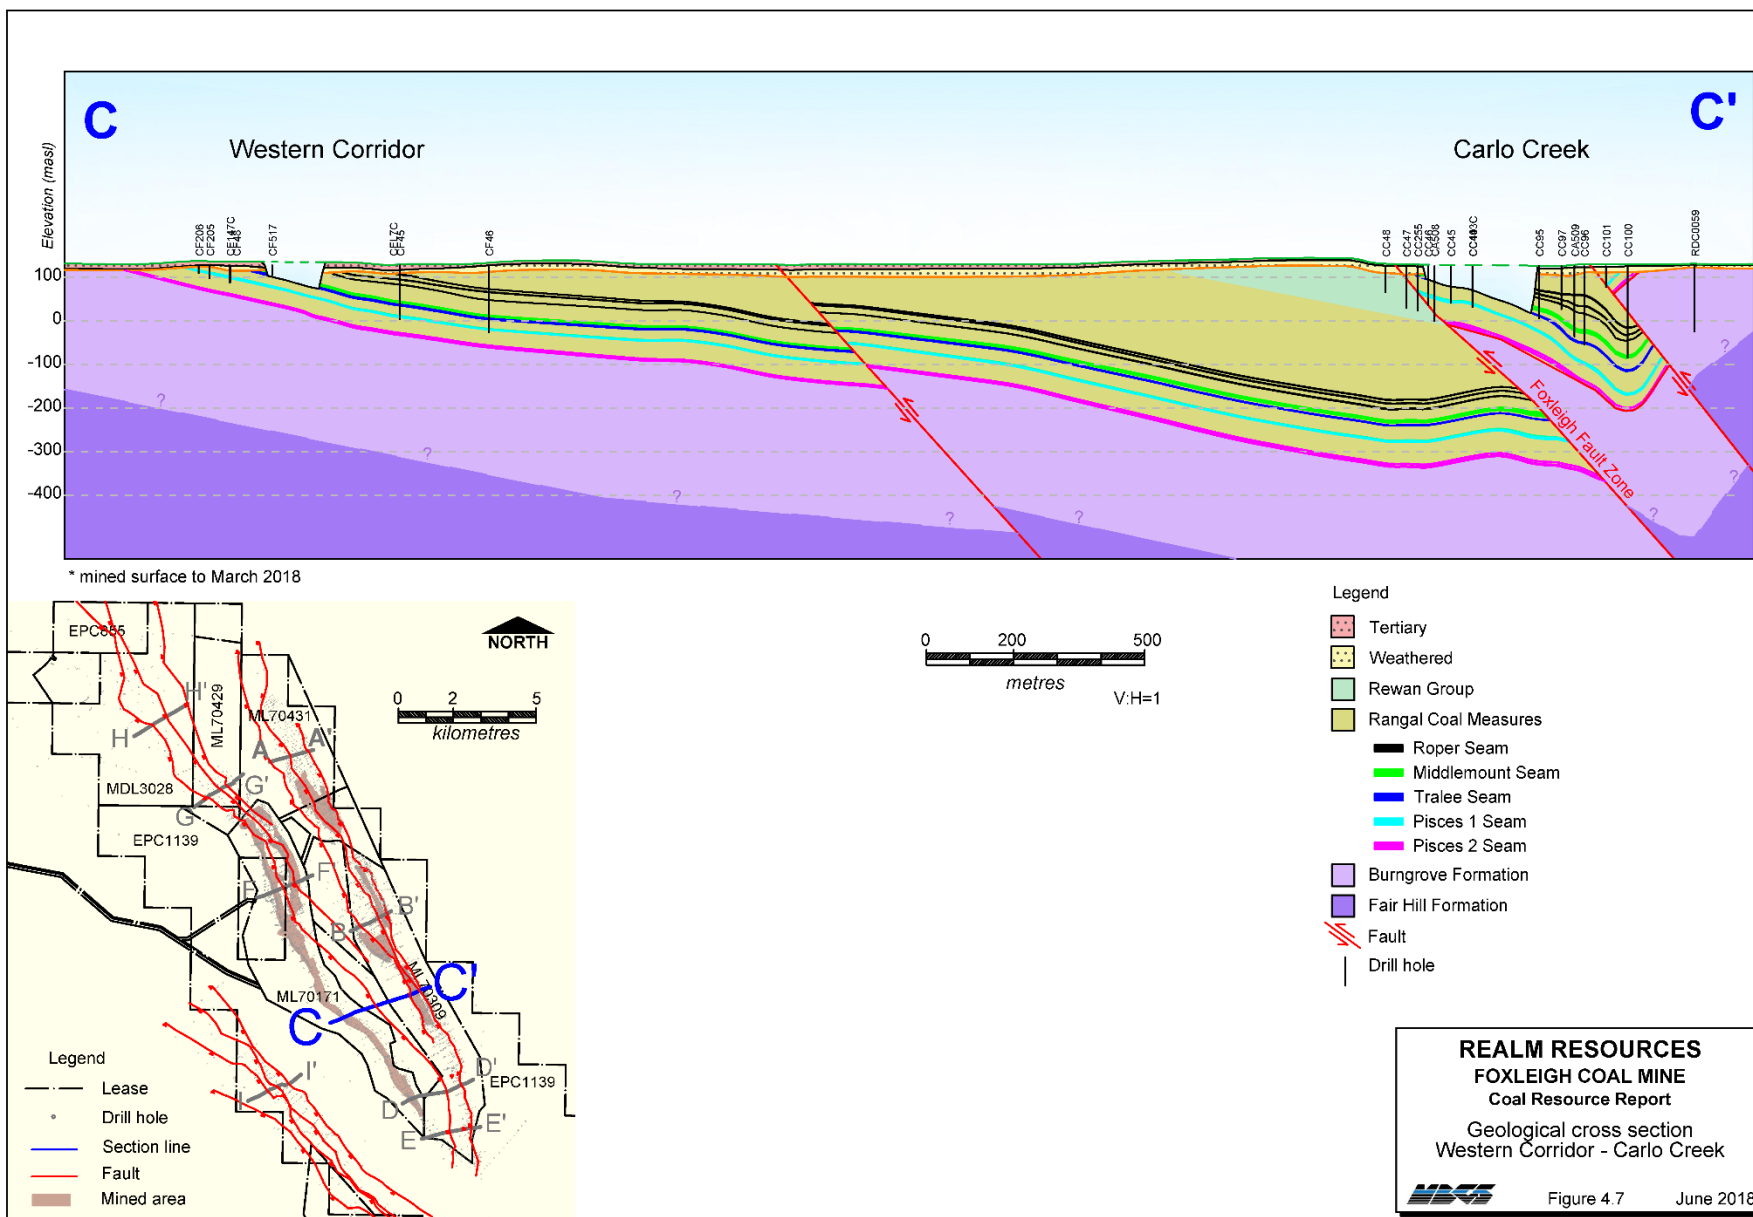 C
C'
Western Corridor
Carlo Creek
Elevation (masl)
CF206
CF205
CF48
CF517
CF45
CF46
CC48
CC47
CC255
CA508
CC45
CC95
CC97
CA509
CC96
CC101
CC100
RDC0059
100
0
-100
-200
-300
-400
?
?
?
?
?
?
?
?
Foxleigh Fault Zone
* mined surface to March 2018
EPC855
NORTH
H'
H
ML70429
ML70431
A
A'
0 2 5
kilometres
MDL3028
G'
G
EPC1139
F
F'
B'
B
ML70309
ML70171
C
C'
I'
I
D'
D
EPC1139
E
E'
Legend
Lease
Drill hole
Section line
Fault
Mined area
0 200 500
metres
V:H=1
Legend
Tertiary
Weathered
Rewan Group
Rangal Coal Measures
Roper Seam
Middlemount Seam
Tralee Seam
Pisces 1 Seam
Pisces 2 Seam
Burngrove Formation
Fair Hill Formation
Fault
Drill hole
REALM RESOURCES
FOXLEIGH COAL MINE
Coal Resource Report
Geological cross section
Western Corridor - Carlo Creek
Figure 4.7 June 2018